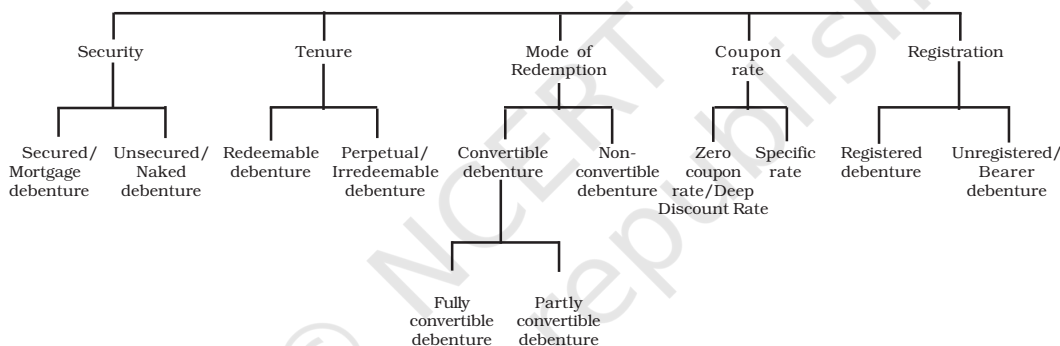 Security
Tenure
Mode of
Redemption
Coupon
rate
Registration
Secured/
Mortgage
debenture
Unsecured/
Naked
debenture
Redeemable
debenture
Perpetual/
Irredeemable
debenture
Convertible
debenture
Non-
convertible
debenture
Zero
coupon
rate/Deep
Discount Rate
Specific
rate
Registered
debenture
Unregistered/
Bearer
debenture
Fully
convertible
debenture
Partly
convertible
debenture
© NCERT
republish